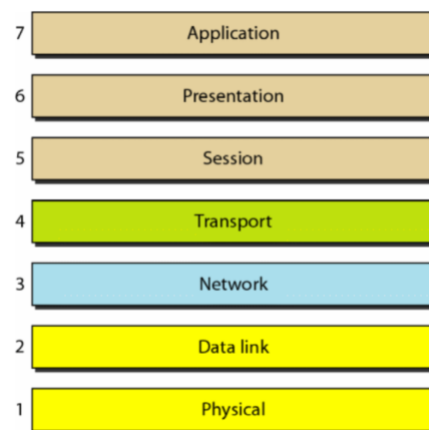 7 Application
6 Presentation
5 Session
4 Transport
3 Network
2 Data link
1 Physical